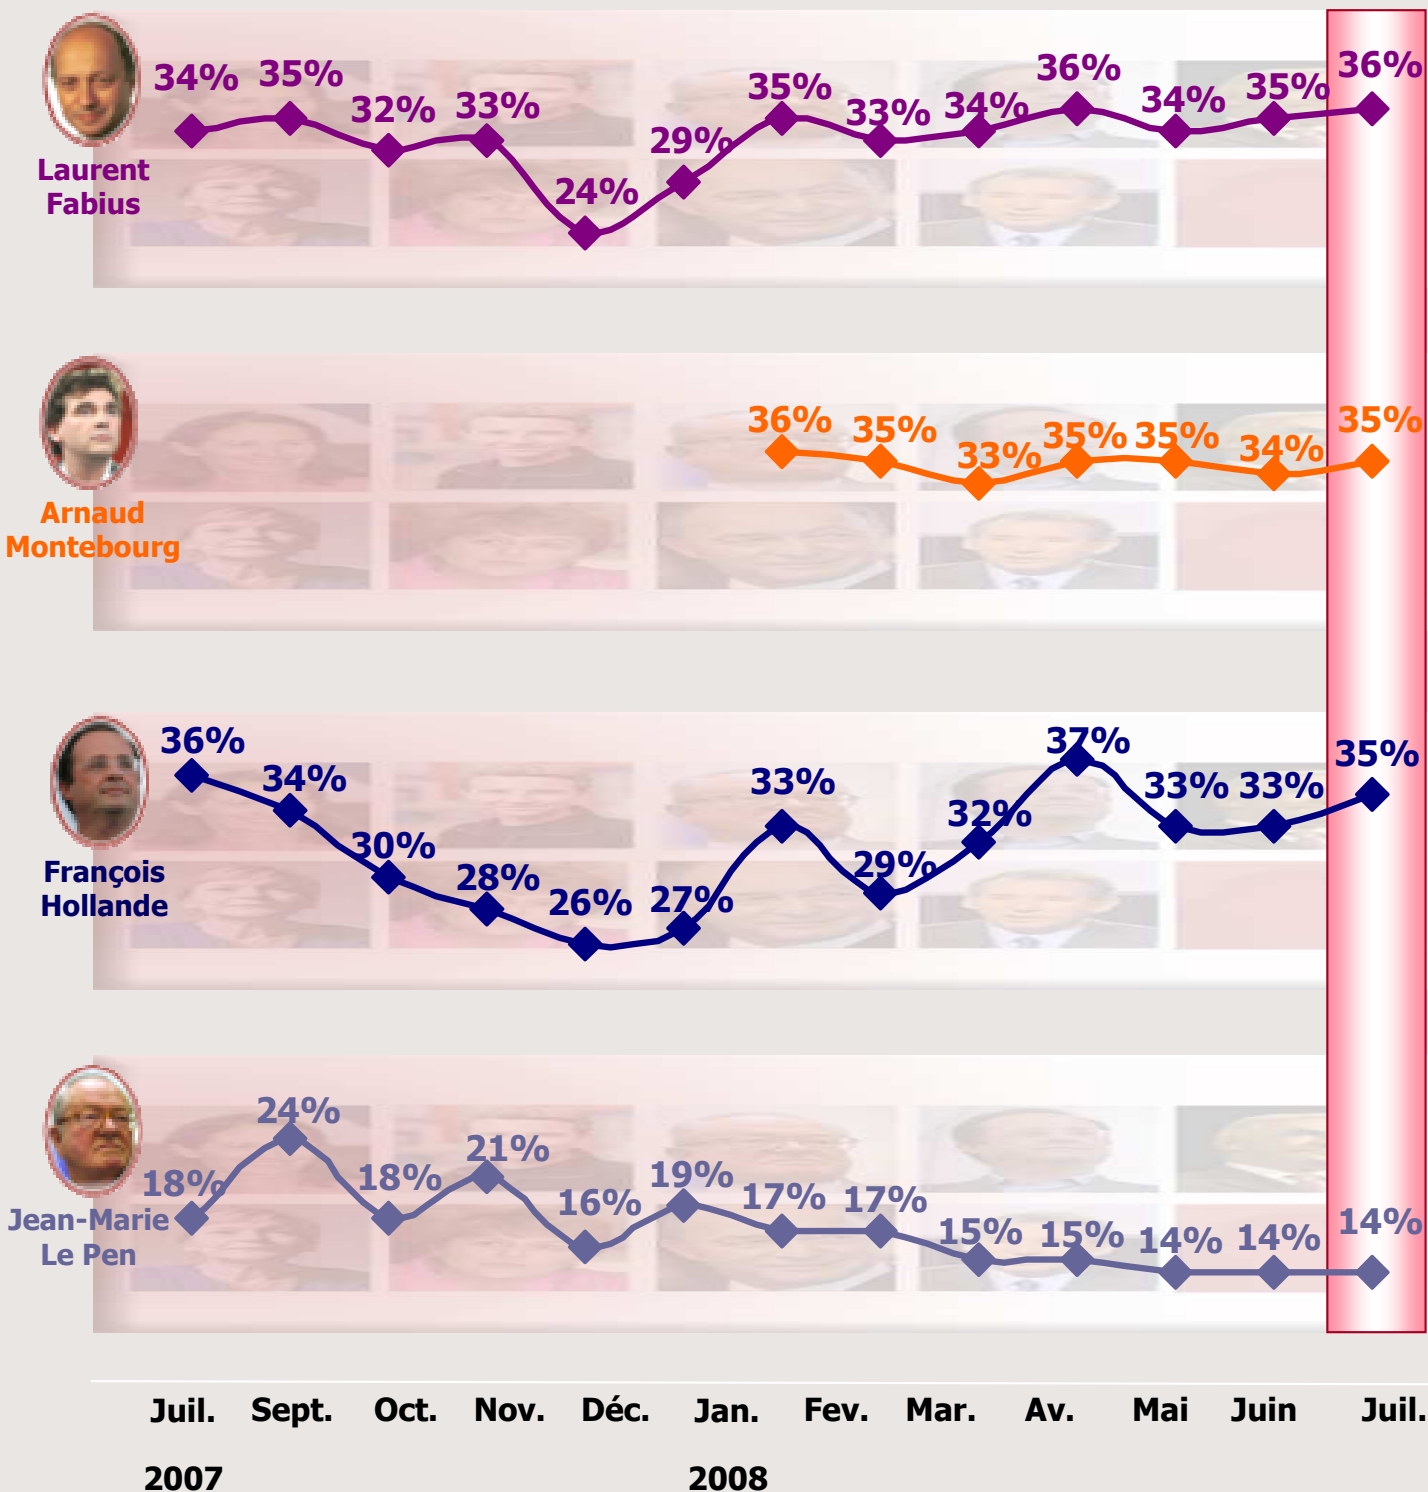 34% 35% 32% 33% 24% 29% 35% 33% 34% 36% 34% 35% 36%
Laurent
Fabius
36% 35% 33% 35% 35% 34% 35%
Arnaud
Montebourg
36% 34% 30% 28% 26% 27% 33% 29% 32% 37% 33% 33% 35%
François
Hollande
18% 24% 18% 21% 16% 19% 17% 17% 15% 15% 14% 14% 14%
Jean-Marie
Le Pen
Juil. Sept. Oct. Nov. Déc. Jan. Fev. Mar. Av. Mai Juin Juil.
2007 2008